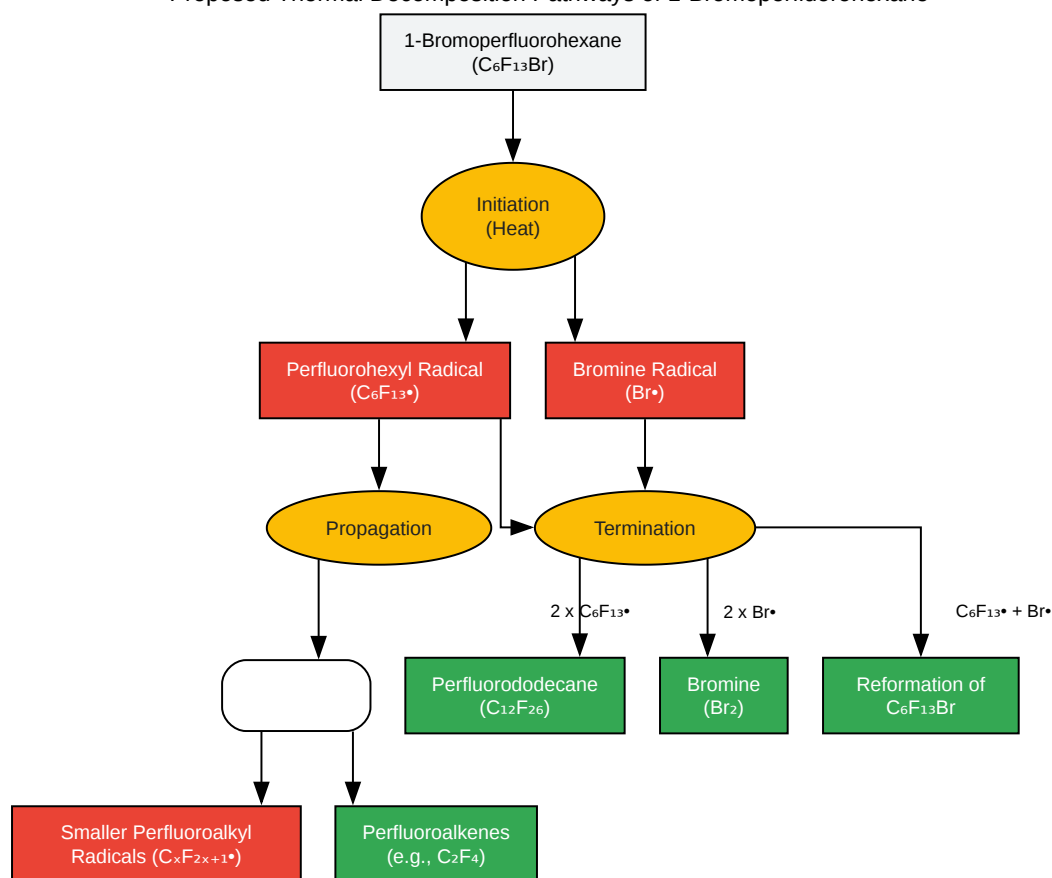 1-Bromoperfluorohexane
(C₆F₁₃Br)
Initiation
(Heat)
Perfluorohexyl Radical
(C₆F₁₃•)
Bromine Radical
(Br•)
Propagation
Termination
2 x C₆F₁₃•
2 x Br•
C₆F₁₃• + Br•
Perfluorododecane
(C₁₂F₂₆)
Bromine
(Br₂)
Reformation of
C₆F₁₃Br
Smaller Perfluoroalkyl
Radicals (CₓF₂ₓ₊₁•)
Perfluoroalkenes
(e.g., C₂F₄)